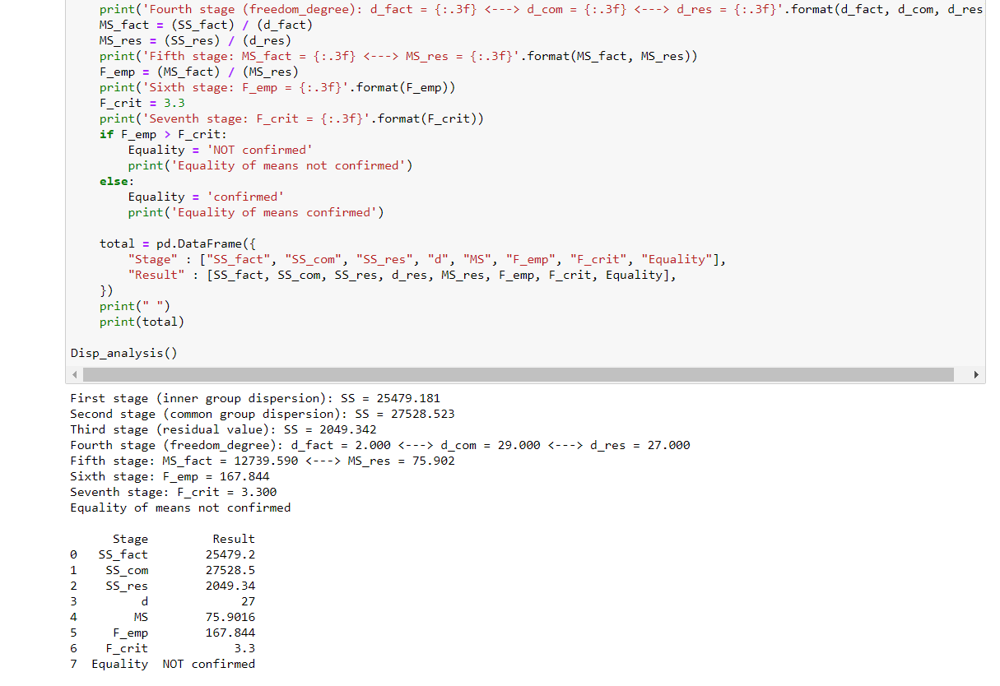 print('Fourth stage (freedom_degree): d_fact = {:.3f} <---> d_com = {:.3f} <---> d_res = {:.3f}'.format(d_fact, d_com, d_res
MS_fact = (SS_fact) / (d_fact)
MS_res = (SS_res) / (d_res)
print('Fifth stage: MS_fact = {:.3f} <---> MS_res = {:.3f}'.format(MS_fact, MS_res))
F_emp = (MS_fact) / (MS_res)
print('Sixth stage: F_emp = {:.3f}'.format(F_emp))
F_crit = 3.3
print('Seventh stage: F_crit = {:.3f}'.format(F_crit))
if F_emp > F_crit:
    Equality = 'NOT confirmed'
    print('Equality of means not confirmed')
else:
    Equality = 'confirmed'
    print('Equality of means confirmed')
total = pd.DataFrame({
    "Stage" : ["SS_fact", "SS_com", "SS_res", "d", "MS", "F_emp", "F_crit", "Equality"],
    "Result" : [SS_fact, SS_com, SS_res, d_res, MS_res, F_emp, F_crit, Equality],
})
print(" ")
print(total)
Disp_analysis()
First stage (inner group dispersion): SS = 25479.181
Second stage (common group dispersion): SS = 27528.523
Third stage (residual value): SS = 2049.342
Fourth stage (freedom_degree): d_fact = 2.000 <---> d_com = 29.000 <---> d_res = 27.000
Fifth stage: MS_fact = 12739.590 <---> MS_res = 75.902
Sixth stage: F_emp = 167.844
Seventh stage: F_crit = 3.300
Equality of means not confirmed
Stage Result
0 SS_fact 25479.2
1 SS_com 27528.5
2 SS_res 2049.34
3 d 27
4 MS 75.9016
5 F_emp 167.844
6 F_crit 3.3
7 Equality NOT confirmed